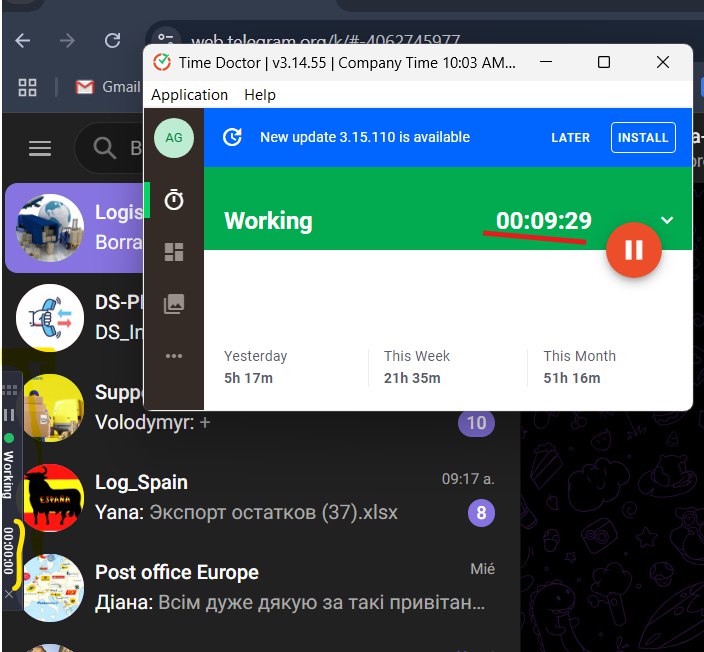 web.telegram.org/k/#-4062745977
Time Doctor | v3.14.55 | Company Time 10:03 AM...
Application Help
Gmail
AG
New update 3.15.110 is available
LATER
INSTALL
Working
00:09:29
Yesterday
5h 17m
This Week
21h 35m
This Month
51h 16m
B
Logis
Borra
DS-P
DS_In
Supp
Volodymyr: +
10
Log_Spain
09:17 a.
Yana: Экспорт остатков (37).xlsx
8
ESPAÑA
Post office Europe
Mié
Діана: Всім дуже дякую за такі привітан...
Working
00:00:00